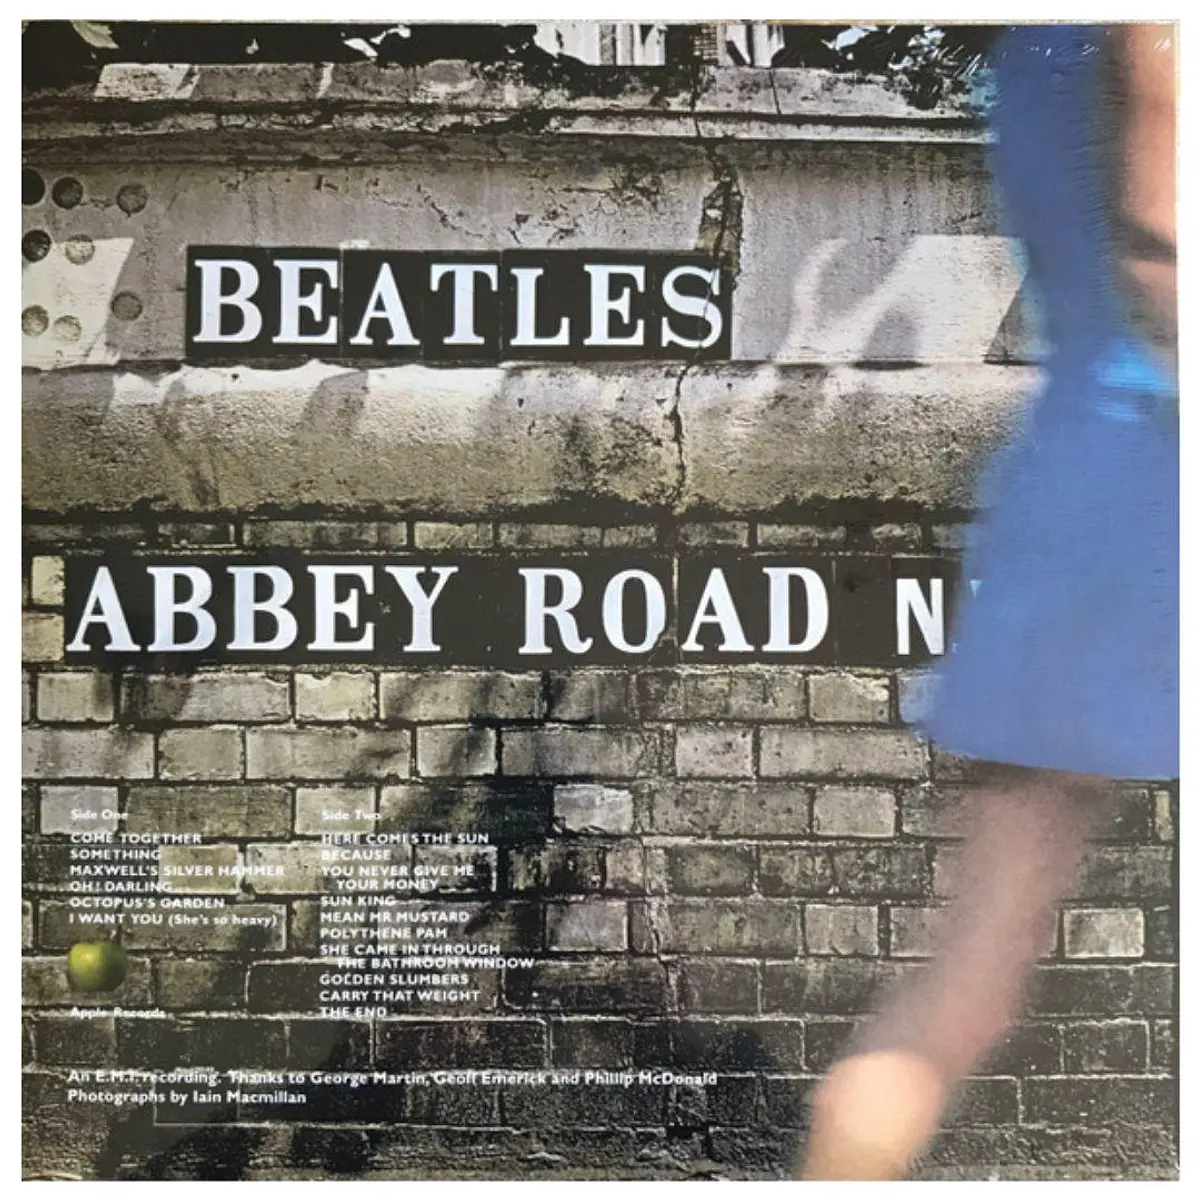 BEATLES
ABBEY ROAD N
Side One
COME TOGETHER
SOMETHING
MAXWELL'S SILVER HAMMER
OH! DARLING
OCTOPUS'S GARDEN
I WANT YOU (She's so heavy)
Apple Records
Side Two
HERE COMES THE SUN
BECAUSE
YOU NEVER GIVE ME
YOUR MONEY
SUN KING
MEAN MR MUSTARD
POLYTHENE PAM
SHE CAME IN THROUGH
THE BATHROOM WINDOW
GOLDEN SLUMBERS
CARRY THAT WEIGHT
THE END
An E.M.I. recording. Thanks to George Martin, Geoff Emerick and Phillip McDonald
Photographs by Iain Macmillan